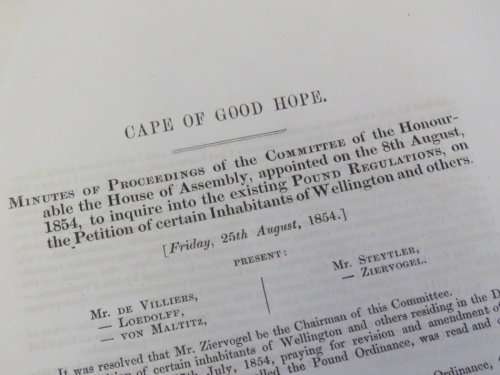 CAPE OF GOOD HOPE.
MINUTES OF PROCEEDINGS of the COMMITTEE of the Honour-
able the House of Assembly, appointed on the 8th August,
1854, to inquire into the existing POUND REGULATIONS, on
the Petition of certain Inhabitants of Wellington and others.
[Friday, 25th August, 1854.]
PRESENT:
Mr. DE VILLIERS,
— LOEDOLFF,
— VON MALTITZ,
Mr. STEYTLER,
— ZIERVOGEL.
It was resolved that Mr. Ziervogel be the Chairman of this Committee.
of certain inhabitants of Wellington and others residing in the D
July, 1854, praying for revision and amendment of
called the Pound Ordinance, was read and
Ordinance,